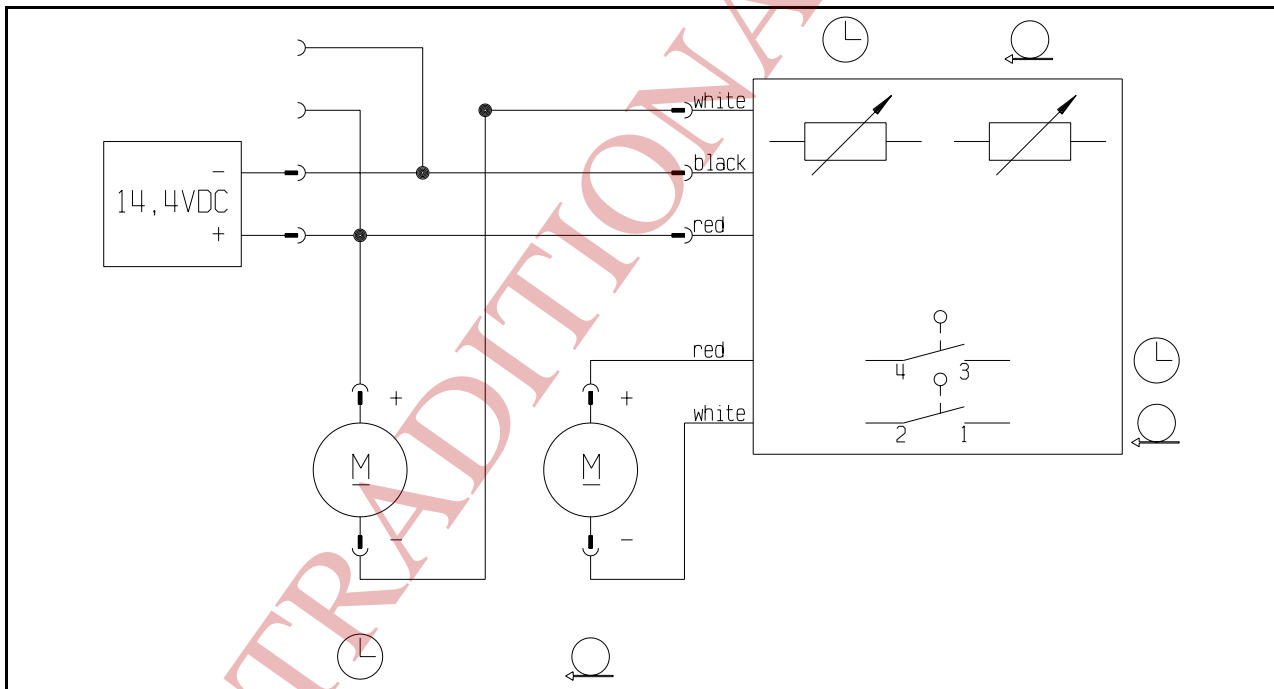 white
black
-
14,4VDC
+
red
red
4 3
+
+
white
2 1
M
M
-
-
TRADITIONA